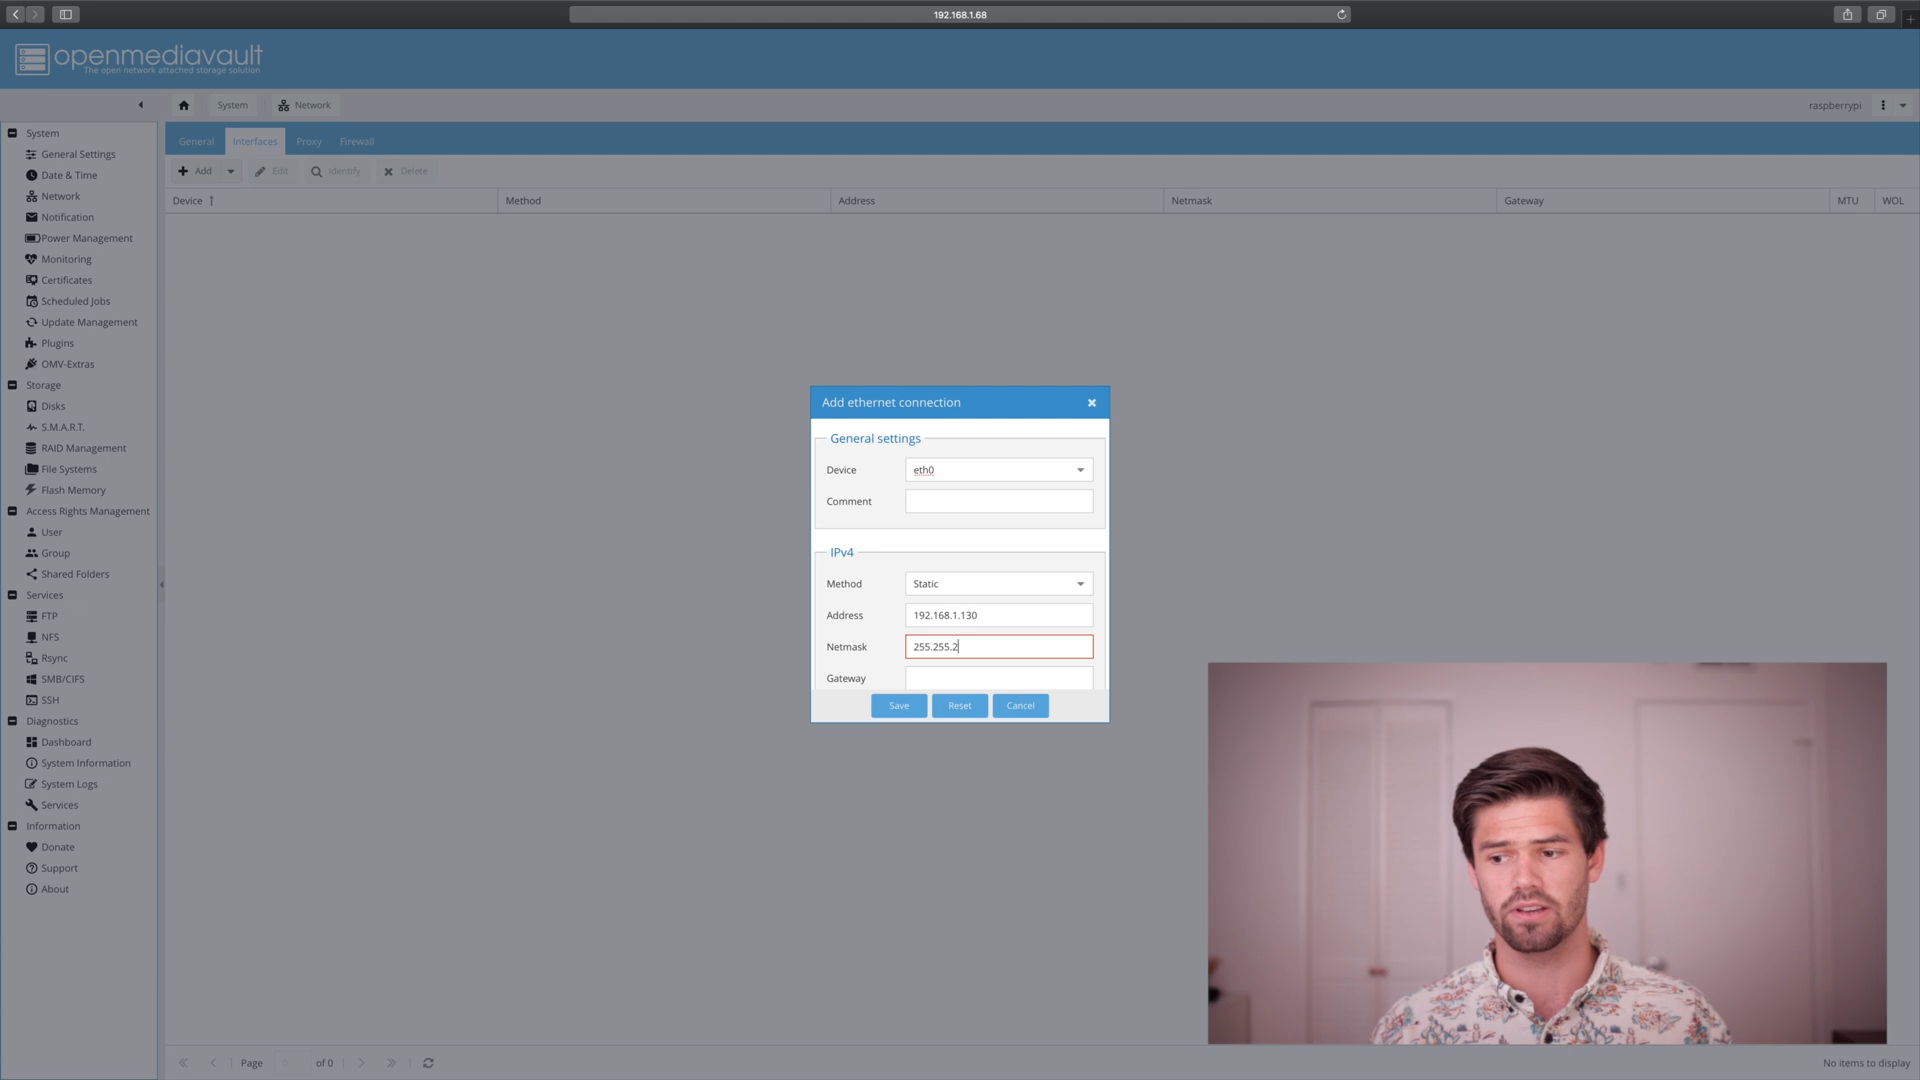 192.168.1.68
openmediavault
The open network attached storage solution
System
Network
raspberrypi
System
General Settings
Date & Time
Network
Notification
Power Management
Monitoring
Certificates
Scheduled Jobs
Update Management
Plugins
OMV-Extras
Storage
Disks
S.M.A.R.T.
RAID Management
File Systems
Flash Memory
Access Rights Management
User
Group
Shared Folders
Services
FTP
NFS
Rsync
SMB/CIFS
SSH
Diagnostics
Dashboard
System Information
System Logs
Services
Information
Donate
Support
About
General Interfaces Proxy Firewall
Add Edit Identify Delete
Device Method Address Netmask Gateway MTU WOL
Add ethernet connection
General settings
Device eth0
Comment
IPv4
Method Static
Address 192.168.1.130
Netmask 255.255.2
Gateway
Save Reset Cancel
Page 0 of 0
No items to display